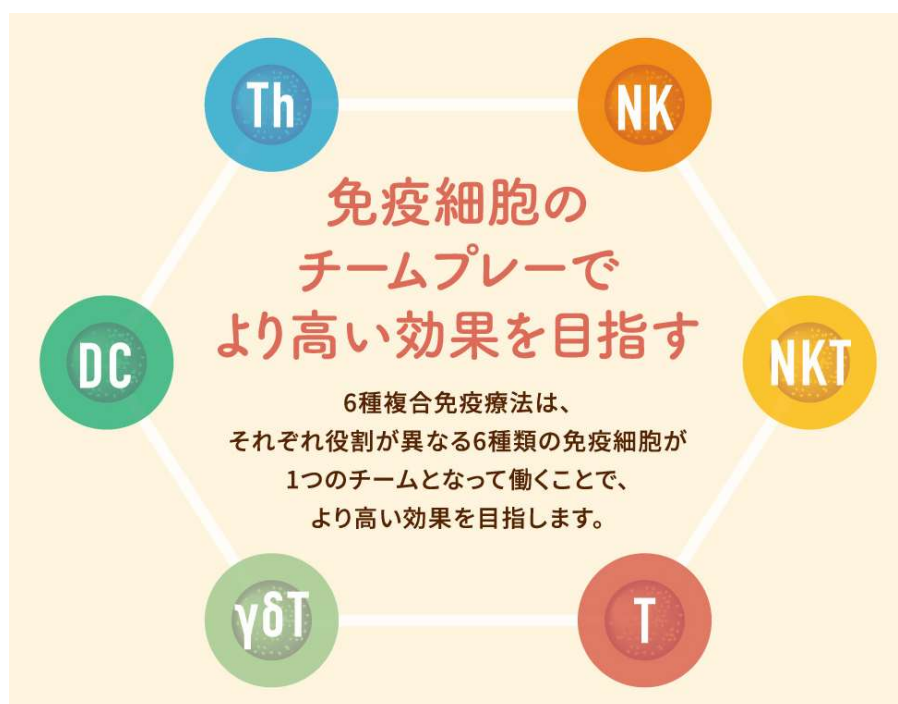 Th
NK
免疫細胞の
チームプレーで
より高い効果を目指す
DC
NKT
6種複合免疫療法は、
それぞれ役割が異なる6種類の免疫細胞が
1つのチームとなって働くことで、
より高い効果を目指します。
γδT
T